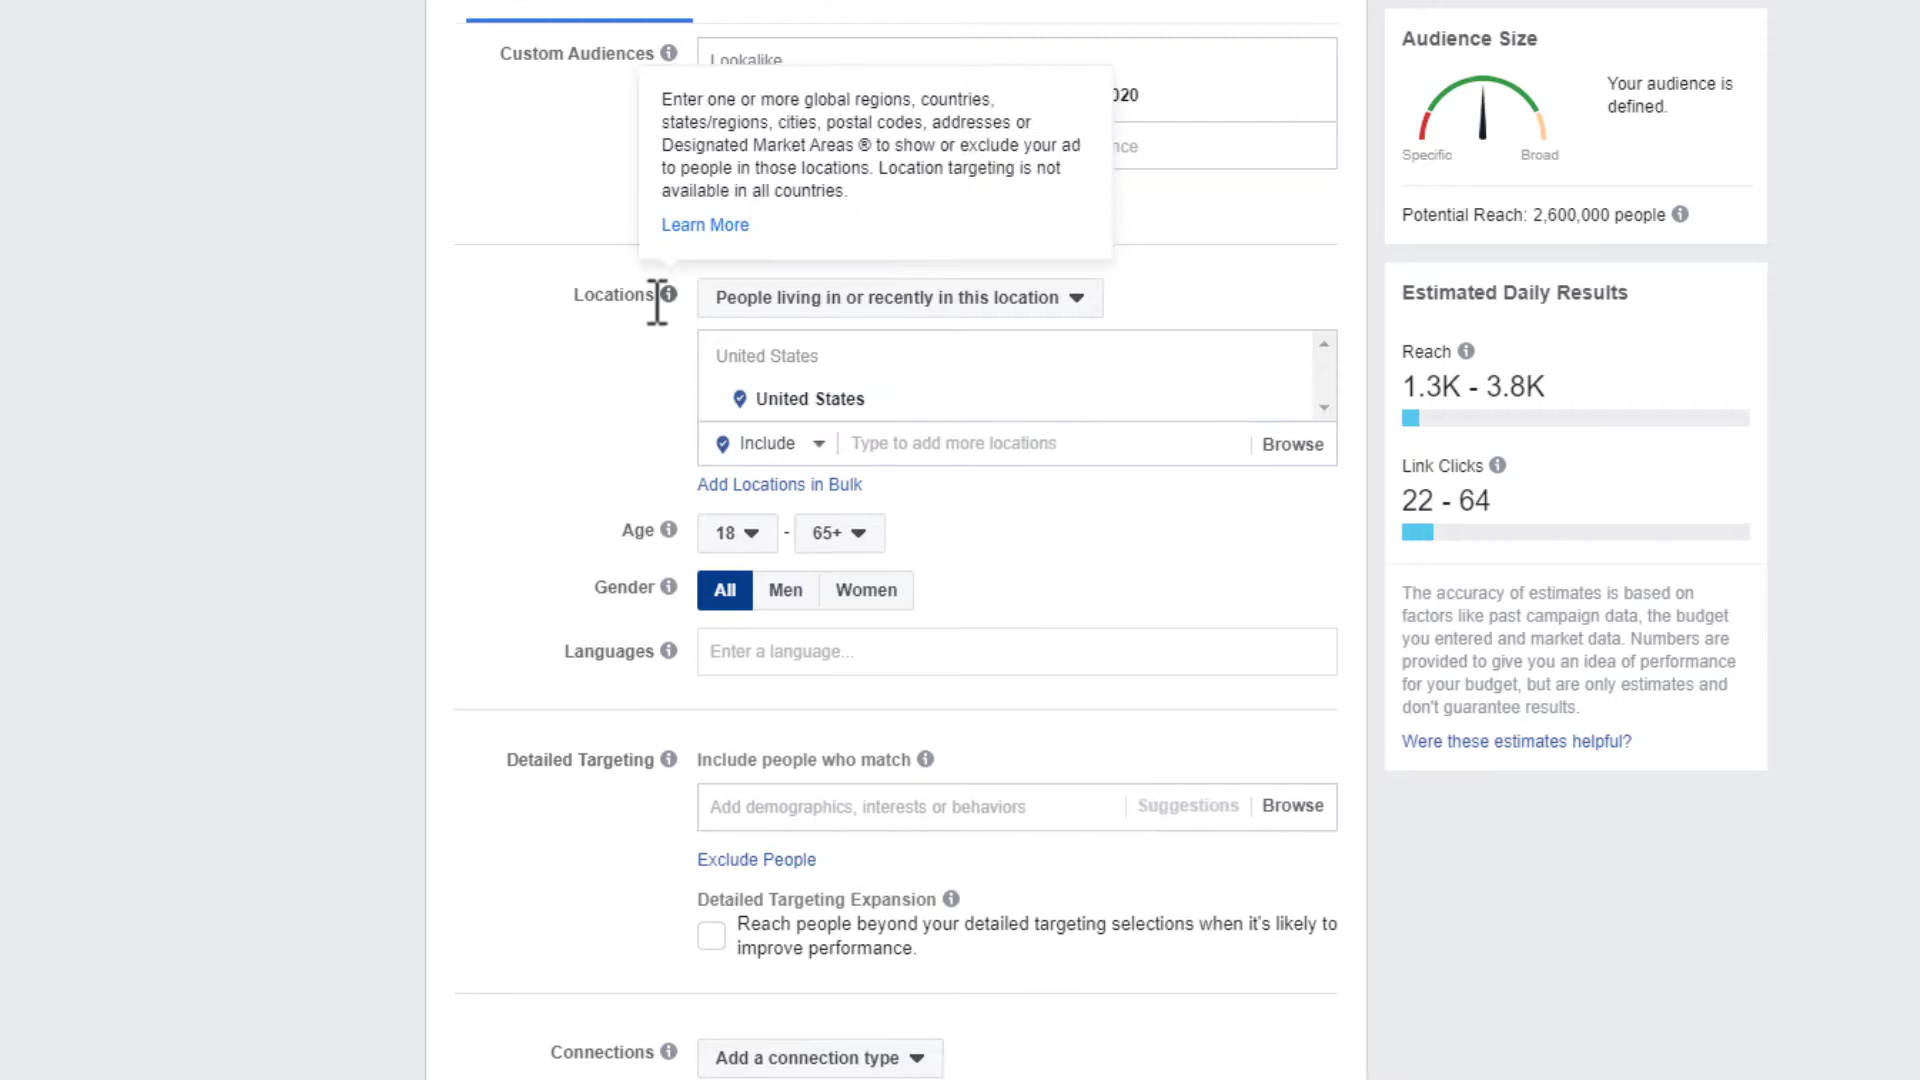 Custom Audiences
Lookalike
020
nce
Enter one or more global regions, countries,
states/regions, cities, postal codes, addresses or
Designated Market Areas ® to show or exclude your ad
to people in those locations. Location targeting is not
available in all countries.
Learn More
Locations
People living in or recently in this location
United States
United States
Include
Type to add more locations
Browse
Add Locations in Bulk
Age
18
-
65+
Gender
All
Men
Women
Languages
Enter a language...
Detailed Targeting
Include people who match
Add demographics, interests or behaviors
Suggestions
Browse
Exclude People
Detailed Targeting Expansion
Reach people beyond your detailed targeting selections when it's likely to
improve performance.
Connections
Add a connection type
Audience Size
Your audience is
defined.
Specific
Broad
Potential Reach: 2,600,000 people
Estimated Daily Results
Reach
1.3K - 3.8K
Link Clicks
22 - 64
The accuracy of estimates is based on
factors like past campaign data, the budget
you entered and market data. Numbers are
provided to give you an idea of performance
for your budget, but are only estimates and
don't guarantee results.
Were these estimates helpful?